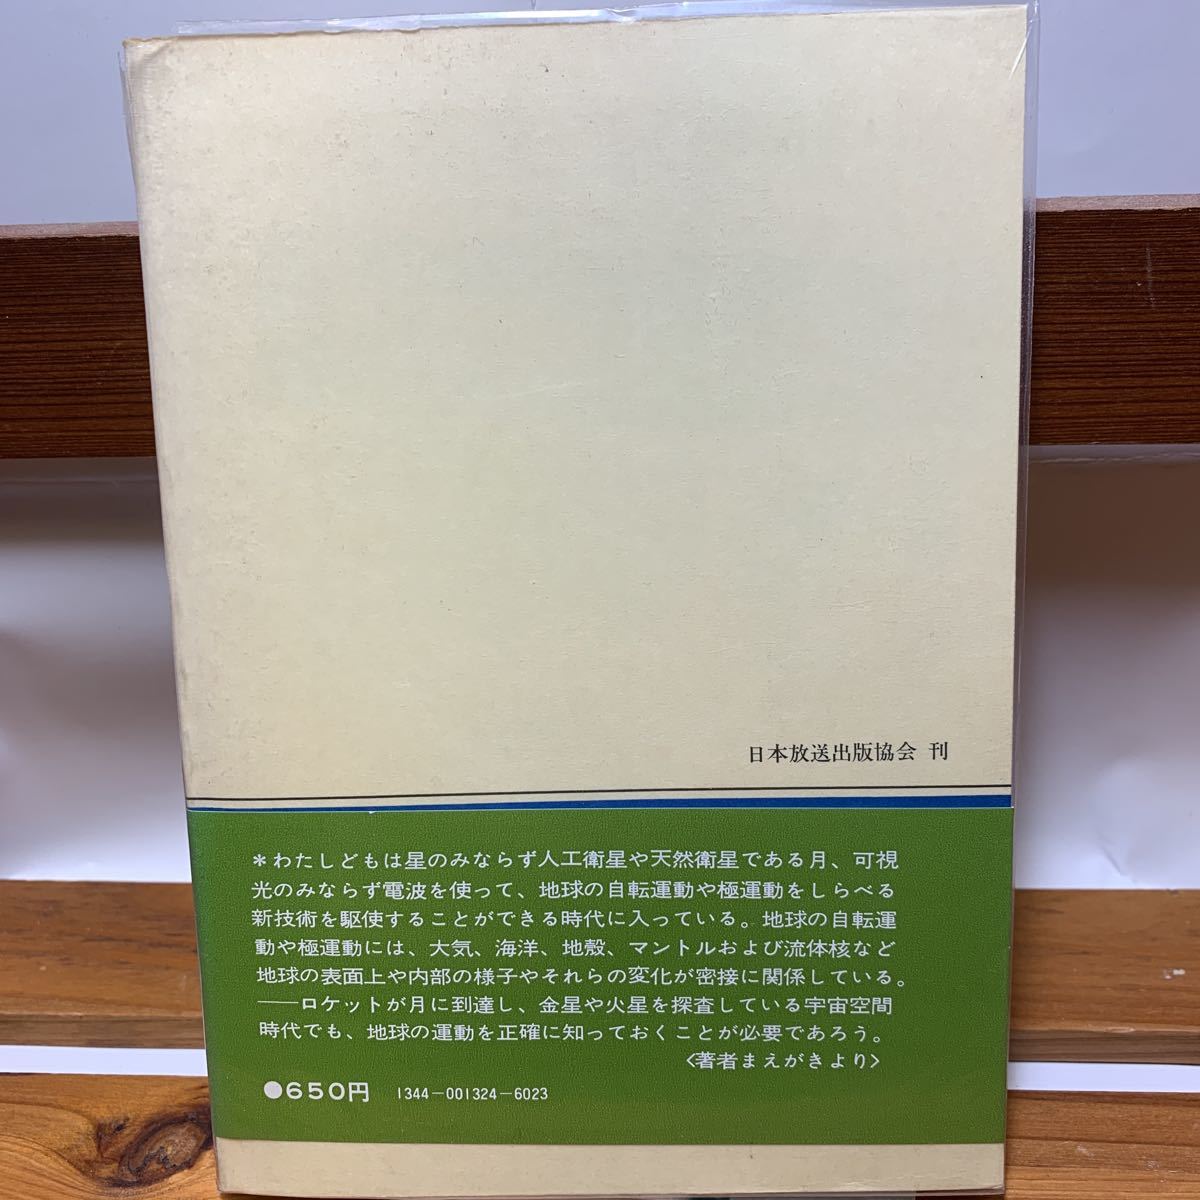 日本放送出版協会 刊
＊わたしどもは星のみならず人工衛星や天然衛星である月、可視
光のみならず電波を使って、地球の自転運動や極運動をしらべる
新技術を駆使することができる時代に入っている。地球の自転運
動や極運動には、大気、海洋、地殻、マントルおよび流体核など
地球の表面上や内部の様子やそれらの変化が密接に関係している。
――ロケットが月に到達し、金星や火星を探査している宇宙空間
時代でも、地球の運動を正確に知っておくことが必要であろう。
〈著者まえがきより〉
●650円 1344-001324-6023